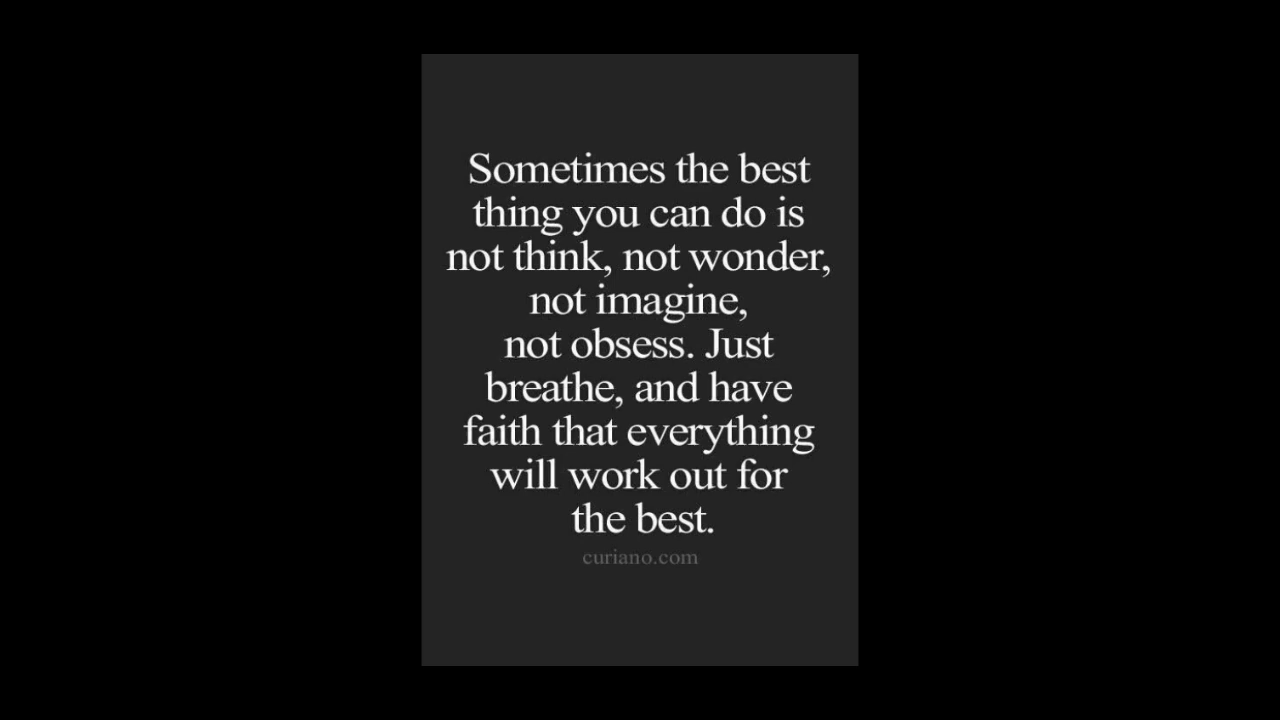 Sometimes the best
thing you can do is
not think, not wonder,
not imagine,
not obsess. Just
breathe, and have
faith that everything
will work out for
the best.
curiano.com